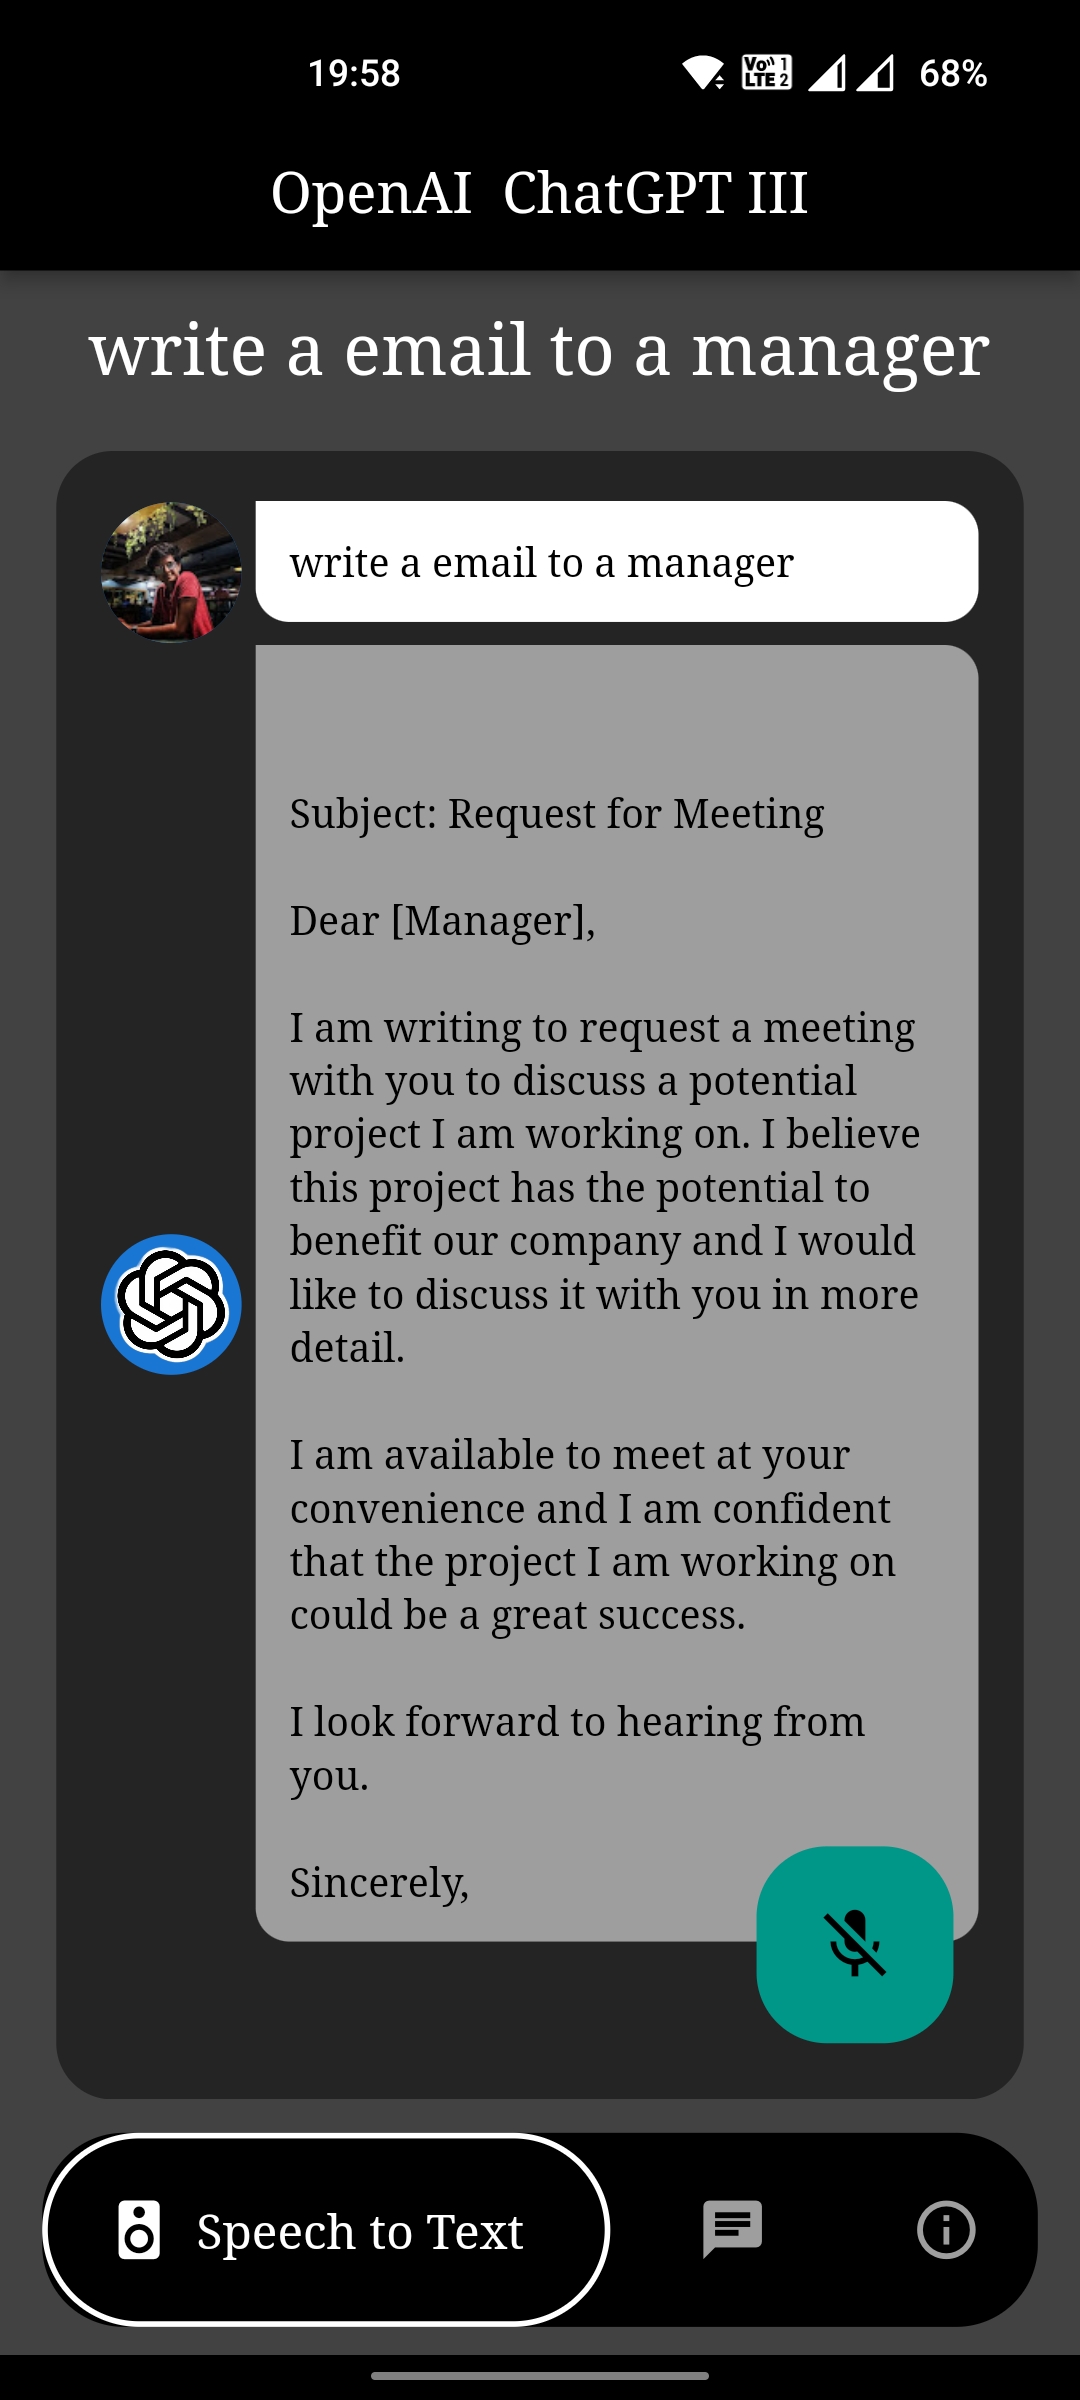 19:58
Vo)) 1
LTE 2
68%
OpenAI  ChatGPT III
write a email to a manager
write a email to a manager
Subject: Request for Meeting
Dear [Manager],
I am writing to request a meeting
with you to discuss a potential
project I am working on. I believe
this project has the potential to
benefit our company and I would
like to discuss it with you in more
detail.
I am available to meet at your
convenience and I am confident
that the project I am working on
could be a great success.
I look forward to hearing from
you.
Sincerely,
Speech to Text